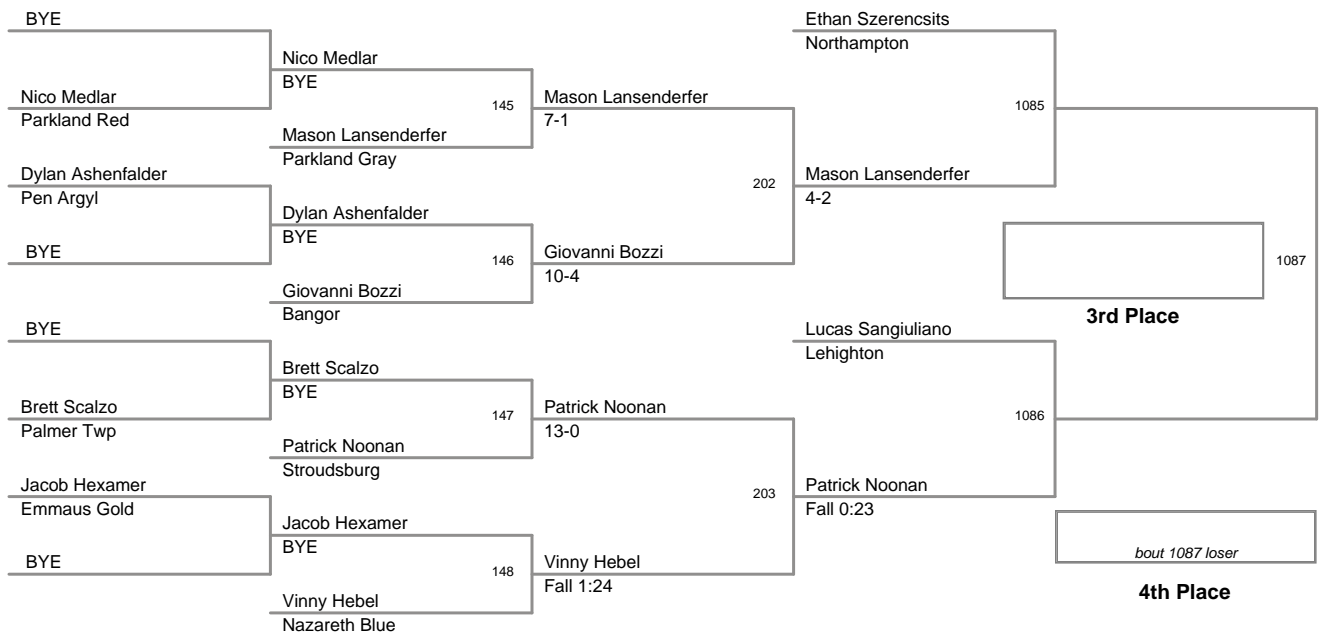 BYE
Nico Medlar
Parkland Red
Dylan Ashenfalder
Pen Argyl
BYE
BYE
Brett Scalzo
Palmer Twp
Jacob Hexamer
Emmaus Gold
BYE
Nico Medlar
BYE
145
Mason Lansenderfer
Parkland Gray
Dylan Ashenfalder
BYE
146
Giovanni Bozzi
Bangor
Brett Scalzo
BYE
147
Patrick Noonan
Stroudsburg
Jacob Hexamer
BYE
148
Vinny Hebel
Nazareth Blue
Mason Lansenderfer
7-1
202
Giovanni Bozzi
10-4
Patrick Noonan
13-0
203
Vinny Hebel
Fall 1:24
Ethan Szerencsits
Northampton
1085
Mason Lansenderfer
4-2
Lucas Sangiuliano
Lehighton
1086
Patrick Noonan
Fall 0:23
1087
3rd Place
bout 1087 loser
4th Place